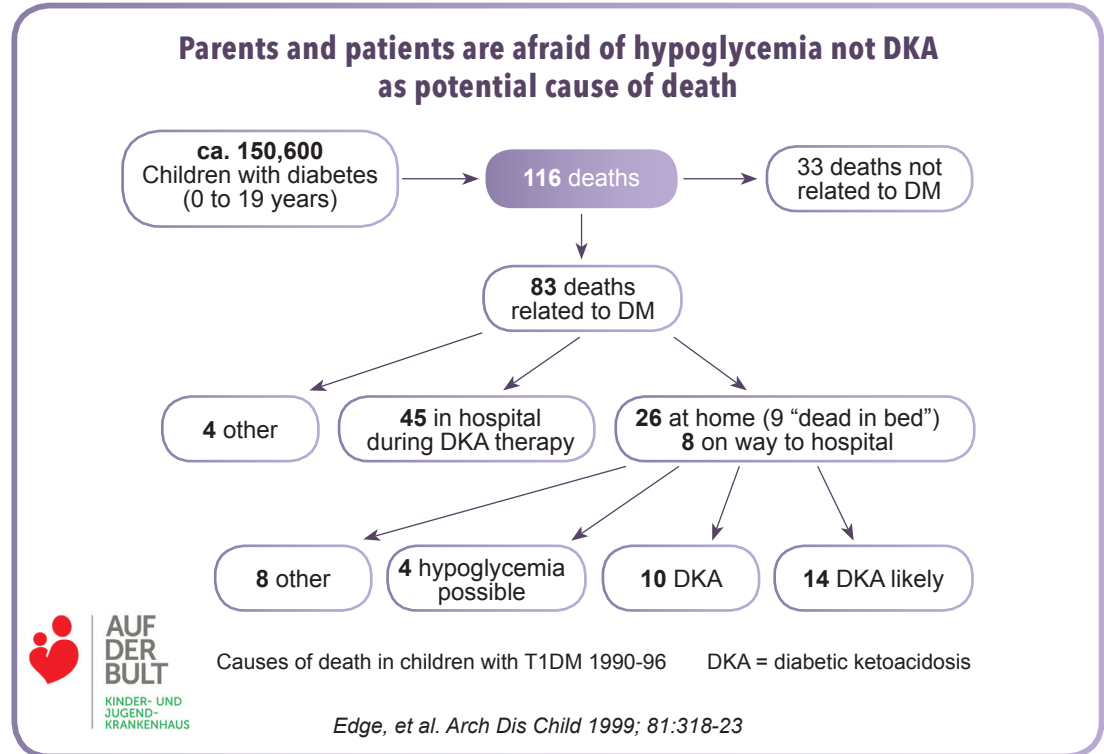 Parents and patients are afraid of hypoglycemia not DKA
as potential cause of death
ca. 150,600
Children with diabetes
(0 to 19 years)
116 deaths
33 deaths not
related to DM
83 deaths
related to DM
4 other
45 in hospital
during DKA therapy
26 at home (9 “dead in bed”)
8 on way to hospital
8 other
4 hypoglycemia
possible
10 DKA
14 DKA likely
AUF
DER
BULT
KINDER- UND
JUGEND-
KRANKENHAUS
Causes of death in children with T1DM 1990-96
DKA = diabetic ketoacidosis
Edge, et al. Arch Dis Child 1999; 81:318-23